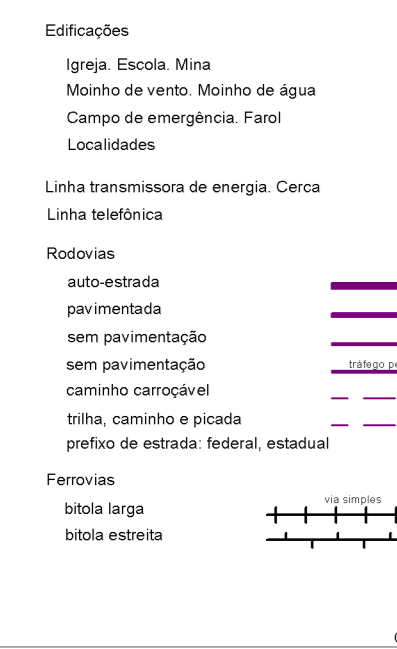 Edificações
Igreja. Escola. Mina
Moinho de vento. Moinho de água
Campo de emergência. Farol
Localidades
Linha transmissora de energia. Cerca
Linha telefônica
Rodovias
auto-estrada
pavimentada
sem pavimentação
sem pavimentação
tráfego
caminho carroçável
trilha, caminho e picada
prefixo de estrada: federal, estadual
Ferrovias
via simples
bitola larga
bitola estreita